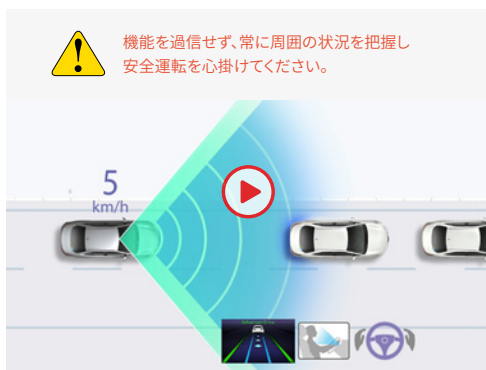 機能を過信せず、常に周囲の状況を把握し
安全運転を心掛けてください。
5
km/h